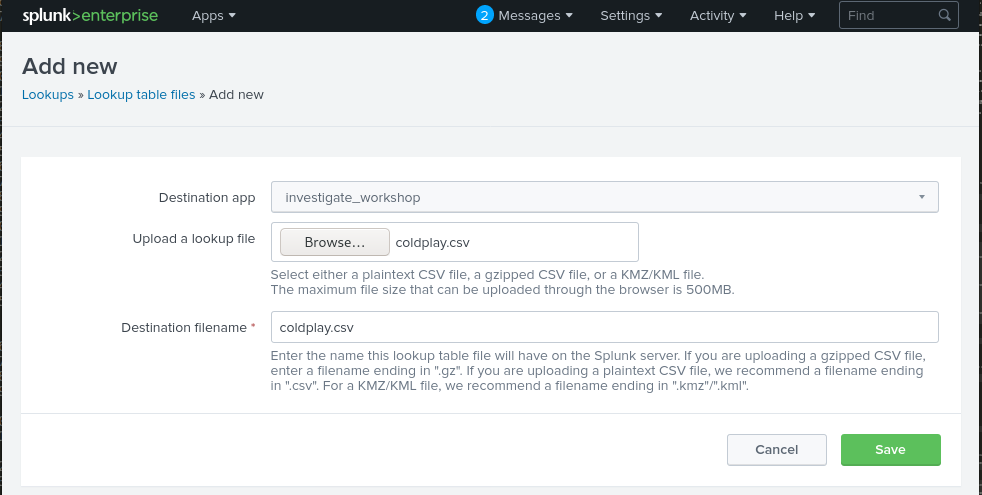 splunk>enterprise Apps 2 Messages Settings Activity Help Find
Add new
Lookups » Lookup table files » Add new
Destination app investigate_workshop
Upload a lookup file Browse... coldplay.csv
Select either a plaintext CSV file, a gzipped CSV file, or a KMZ/KML file.
The maximum file size that can be uploaded through the browser is 500MB.
Destination filename * coldplay.csv
Enter the name this lookup table file will have on the Splunk server. If you are uploading a gzipped CSV file,
enter a filename ending in ".gz". If you are uploading a plaintext CSV file, we recommend a filename ending
in ".csv". For a KMZ/KML file, we recommend a filename ending in ".kmz"/".kml".
Cancel Save